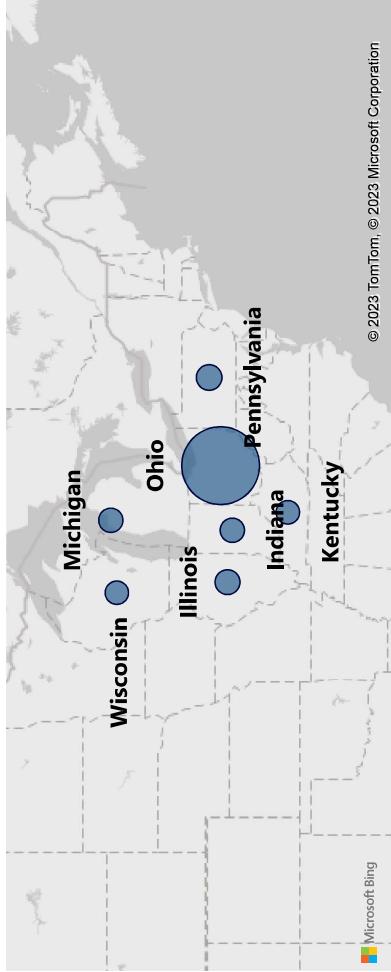 Michigan
Wisconsin
Ohio
Illinois
Pennsylvania
Indiana
Kentucky
Microsoft Bing
© 2023 TomTom, © 2023 Microsoft Corporation